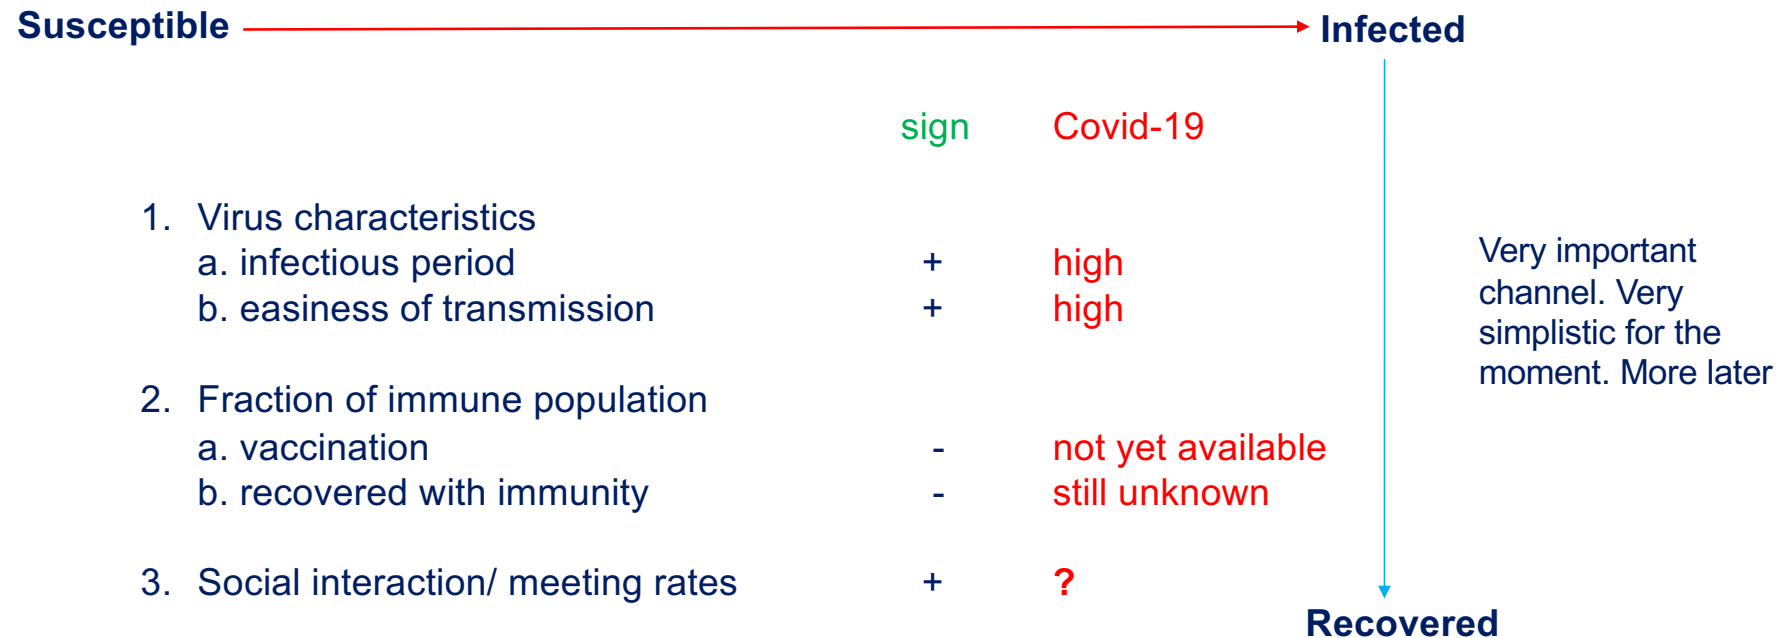 Susceptible Infected
sign Covid-19
1. Virus characteristics
a. infectious period + high
b. easiness of transmission + high
2. Fraction of immune population
a. vaccination - not yet available
b. recovered with immunity - still unknown
3. Social interaction/ meeting rates + ?
Very important
channel. Very
simplistic for the
moment. More later
Recovered